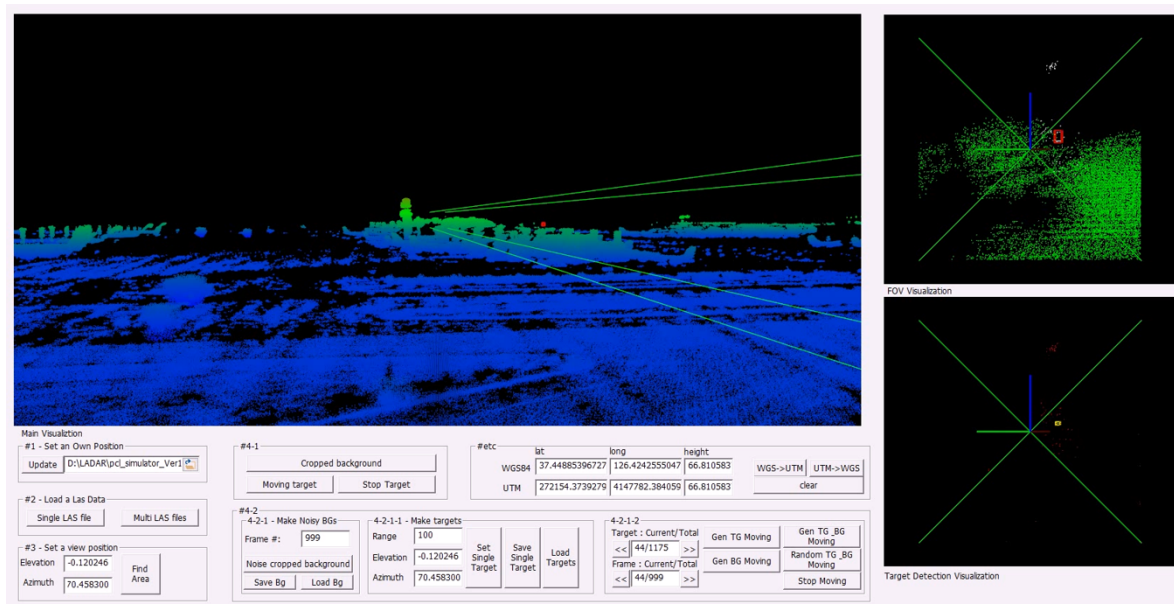 FOV Visualization
Main Visualiztion
#1 - Set an Own Position
Update D:\LADAR\pcl_simulator_Ver1
#2 - Load a Las Data
Single LAS file Multi LAS files
#3 - Set a view position
Elevation -0.120246
Azimuth 70.458300
Find
Area
#4-1
Cropped background
Moving target Stop Target
#etc
lat long height
WGS84 37.44885396727 126.4242555047 66.810583
UTM 272154.3739279 4147782.384059 66.810583
WGS->UTM UTM->WGS
clear
#4-2
4-2-1 - Make Noisy BGs
Frame #: 999
Noise cropped background
Save Bg Load Bg
4-2-1-1 - Make targets
Range 100
Elevation -0.120246
Azimuth 70.458300
Set
Single
Target
Save
Single
Target
Load
Targets
4-2-1-2
Target : Current/Total
<< 44/1175 >>
Frame : Current/Total
<< 44/999 >>
Gen TG Moving
Gen BG Moving
Gen TG _BG
Moving
Random TG _BG
Moving
Stop Moving
Target Detection Visualization